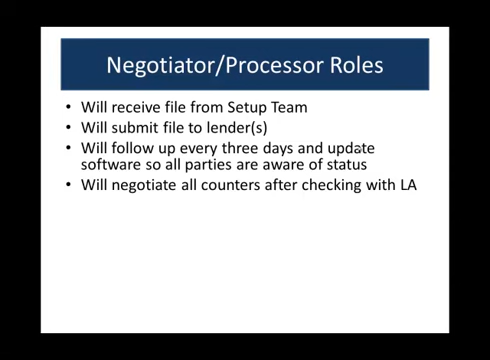 Negotiator/Processor Roles
• Will receive file from Setup Team
• Will submit file to lender(s)
• Will follow up every three days and update
software so all parties are aware of status
• Will negotiate all counters after checking with LA